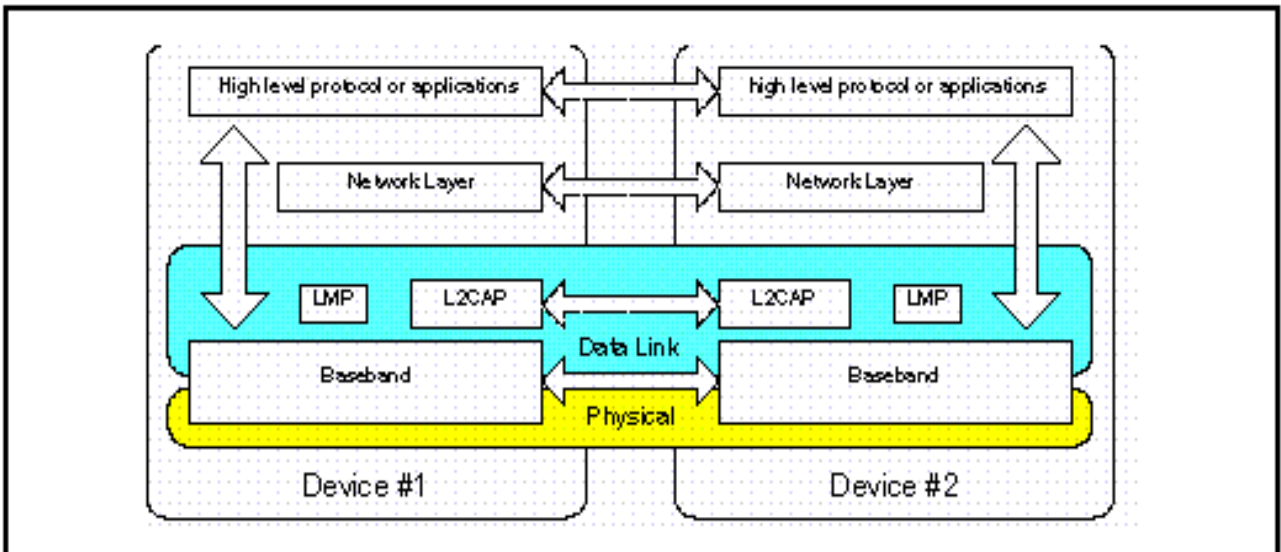 High level protocol or applications
high level protocol or applications
Network Layer
Network Layer
LMP
L2CAP
L2CAP
LMP
Data Link
Baseband
Baseband
Physical
Device #1
Device #2